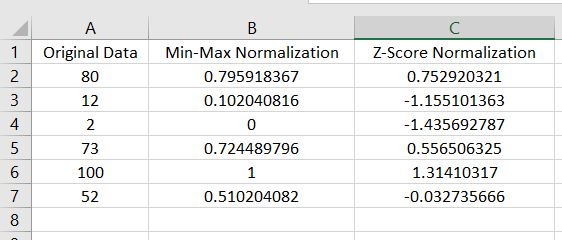 A B C
1 Original Data Min-Max Normalization Z-Score Normalization
2 80 0.795918367 0.752920321
3 12 0.102040816 -1.155101363
4 2 0 -1.435692787
5 73 0.724489796 0.556506325
6 100 1 1.31410317
7 52 0.510204082 -0.032735666
8